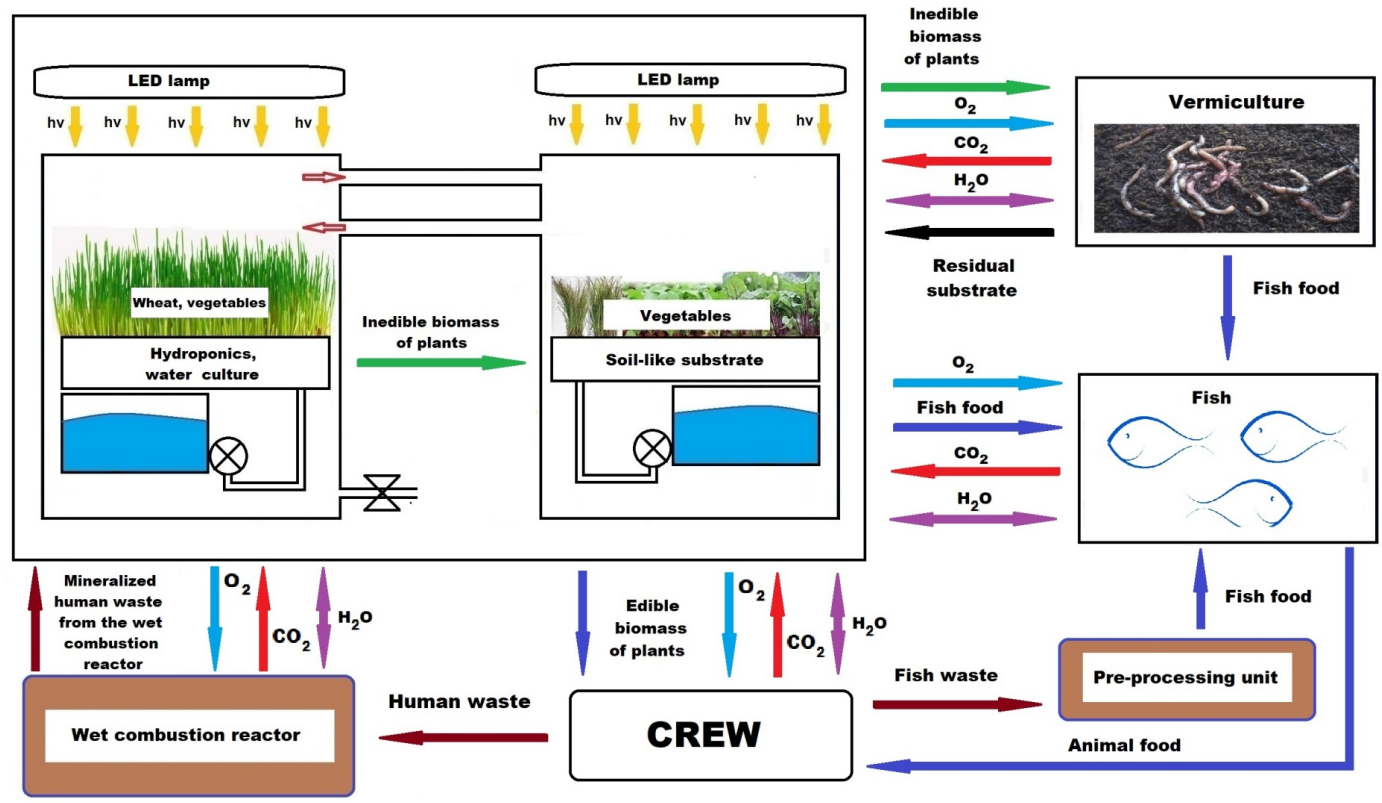 LED lamp
hv hv hv hv hv
LED lamp
hv hv hv hv hv
Wheat, vegetables
Hydroponics,
water culture
Inedible biomass
of plants
Vegetables
Soil-like substrate
Inedible
biomass
of plants
O2
CO2
H2O
Residual
substrate
Vermiculture
Fish food
O2
Fish food
CO2
H2O
Fish
Mineralized
human waste
from the wet
combustion
reactor
O2
CO2
H2O
Edible
biomass
of plants
O2
CO2
H2O
Fish food
Wet combustion reactor
Human waste
CREW
Fish waste
Pre-processing unit
Animal food